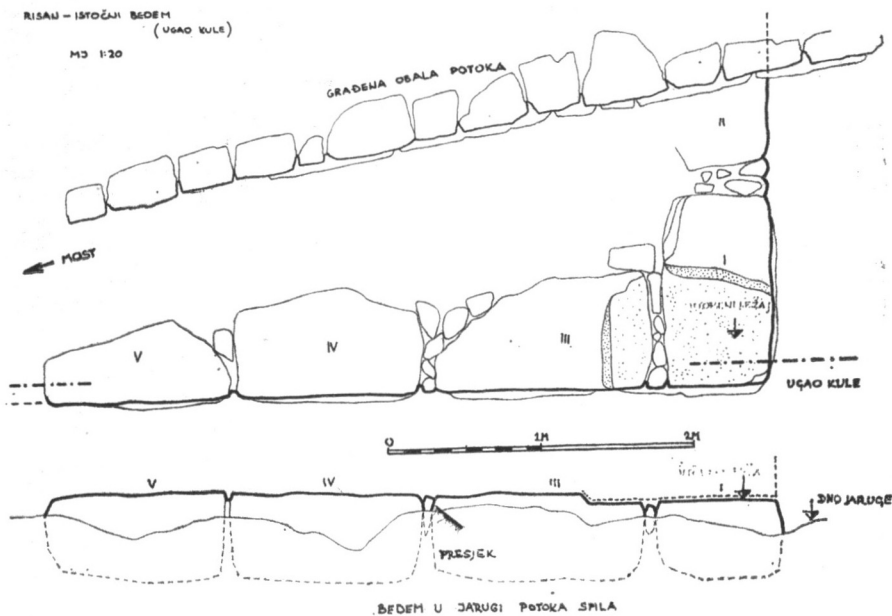 RISAN - ISTOČNI BEDEM
(UGAO KULE)
MJ 1:20
GRAĐENA OBALA POTOKA
II
MOST
I
LEŽAJ
V
IV
III
UGAO KULE
0 1M 2M
V
IV
III
I
DNO JARUGE
PRESJEK
BEDEM U JARUGI POTOKA SPILA